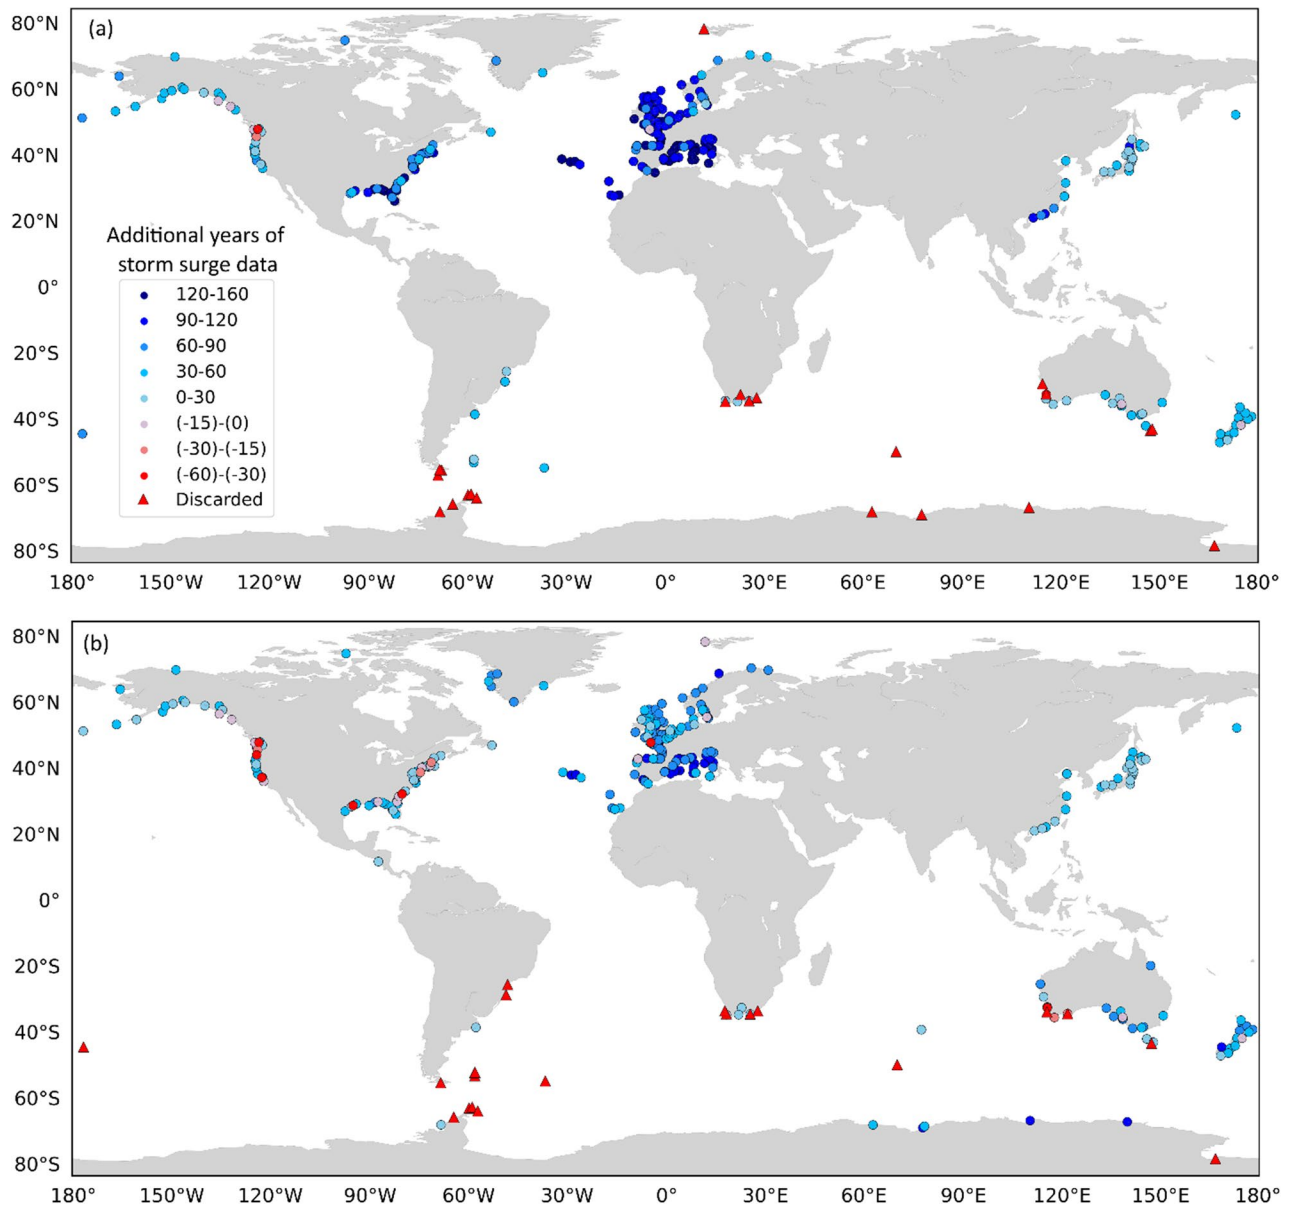 (a)
80°N
60°N
40°N
20°N
0°
20°S
40°S
60°S
80°S
Additional years of
storm surge data
120-160
90-120
60-90
30-60
0-30
(-15)-(0)
(-30)-(-15)
(-60)-(-30)
Discarded
180° 150°W 120°W 90°W 60°W 30°W 0° 30°E 60°E 90°E 120°E 150°E 180°
(b)
80°N
60°N
40°N
20°N
0°
20°S
40°S
60°S
80°S
180° 150°W 120°W 90°W 60°W 30°W 0° 30°E 60°E 90°E 120°E 150°E 180°